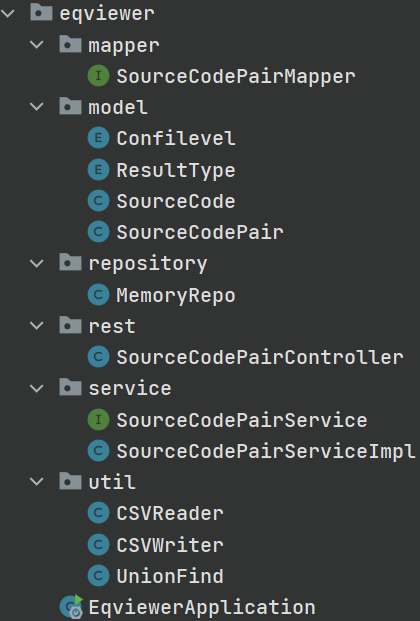 eqviewer
mapper
I SourceCodePairMapper
model
E Confilevel
E ResultType
C SourceCode
C SourceCodePair
repository
C MemoryRepo
rest
C SourceCodePairController
service
I SourceCodePairService
C SourceCodePairServiceImpl
util
C CSVReader
C CSVWriter
C UnionFind
C EqviewerApplication